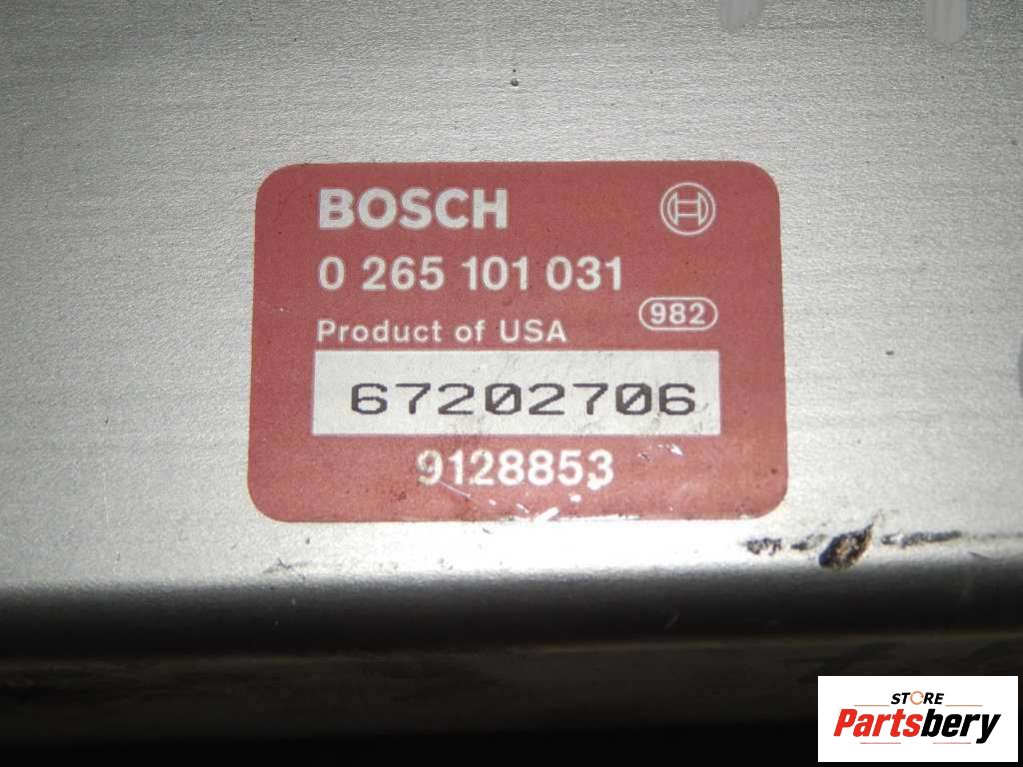 BOSCH
0 265 101 031
982
Product of USA
67202706
9128853
STORE
Partsbery